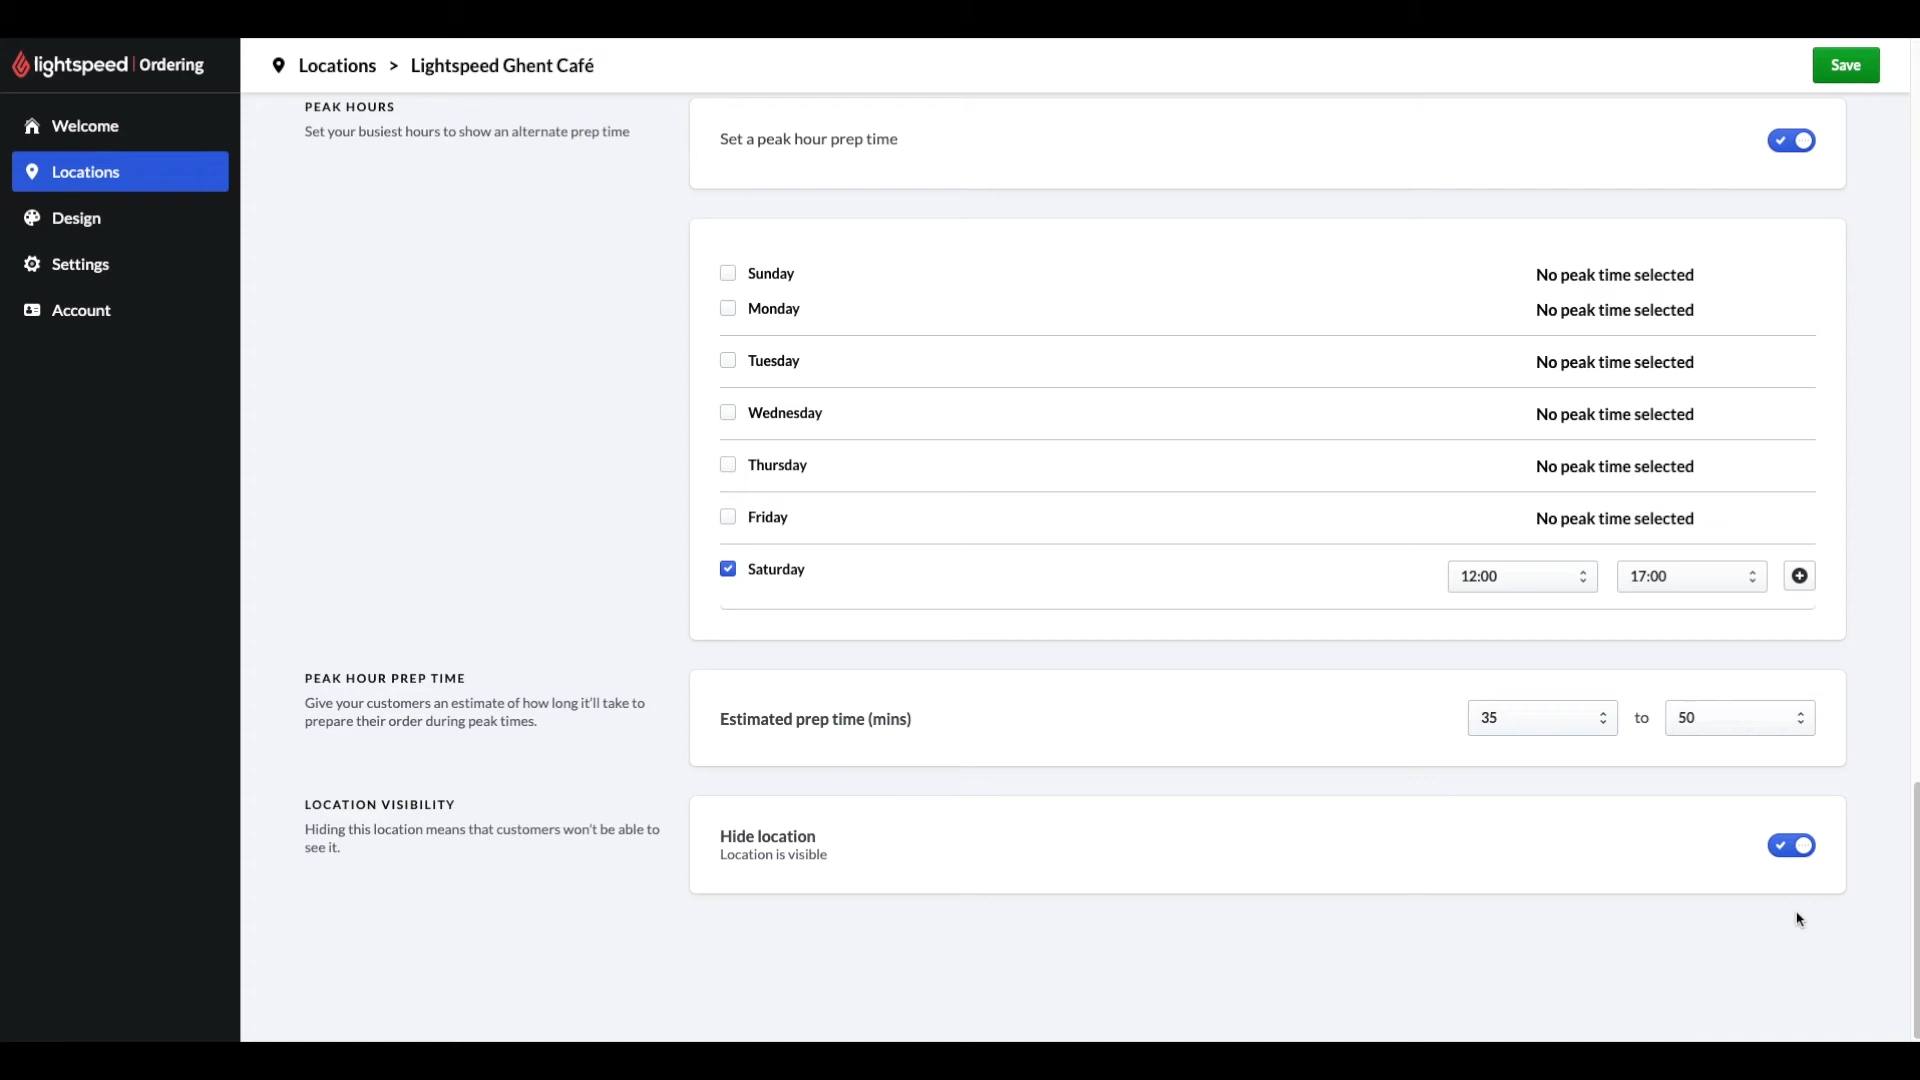 lightspeed | Ordering
Locations > Lightspeed Ghent Café
Save
Welcome
Locations
Design
Settings
Account
PEAK HOURS
Set your busiest hours to show an alternate prep time
Set a peak hour prep time
Sunday No peak time selected
Monday No peak time selected
Tuesday No peak time selected
Wednesday No peak time selected
Thursday No peak time selected
Friday No peak time selected
Saturday 12:00 17:00
PEAK HOUR PREP TIME
Give your customers an estimate of how long it'll take to
prepare their order during peak times.
Estimated prep time (mins) 35 to 50
LOCATION VISIBILITY
Hiding this location means that customers won't be able to
see it.
Hide location
Location is visible